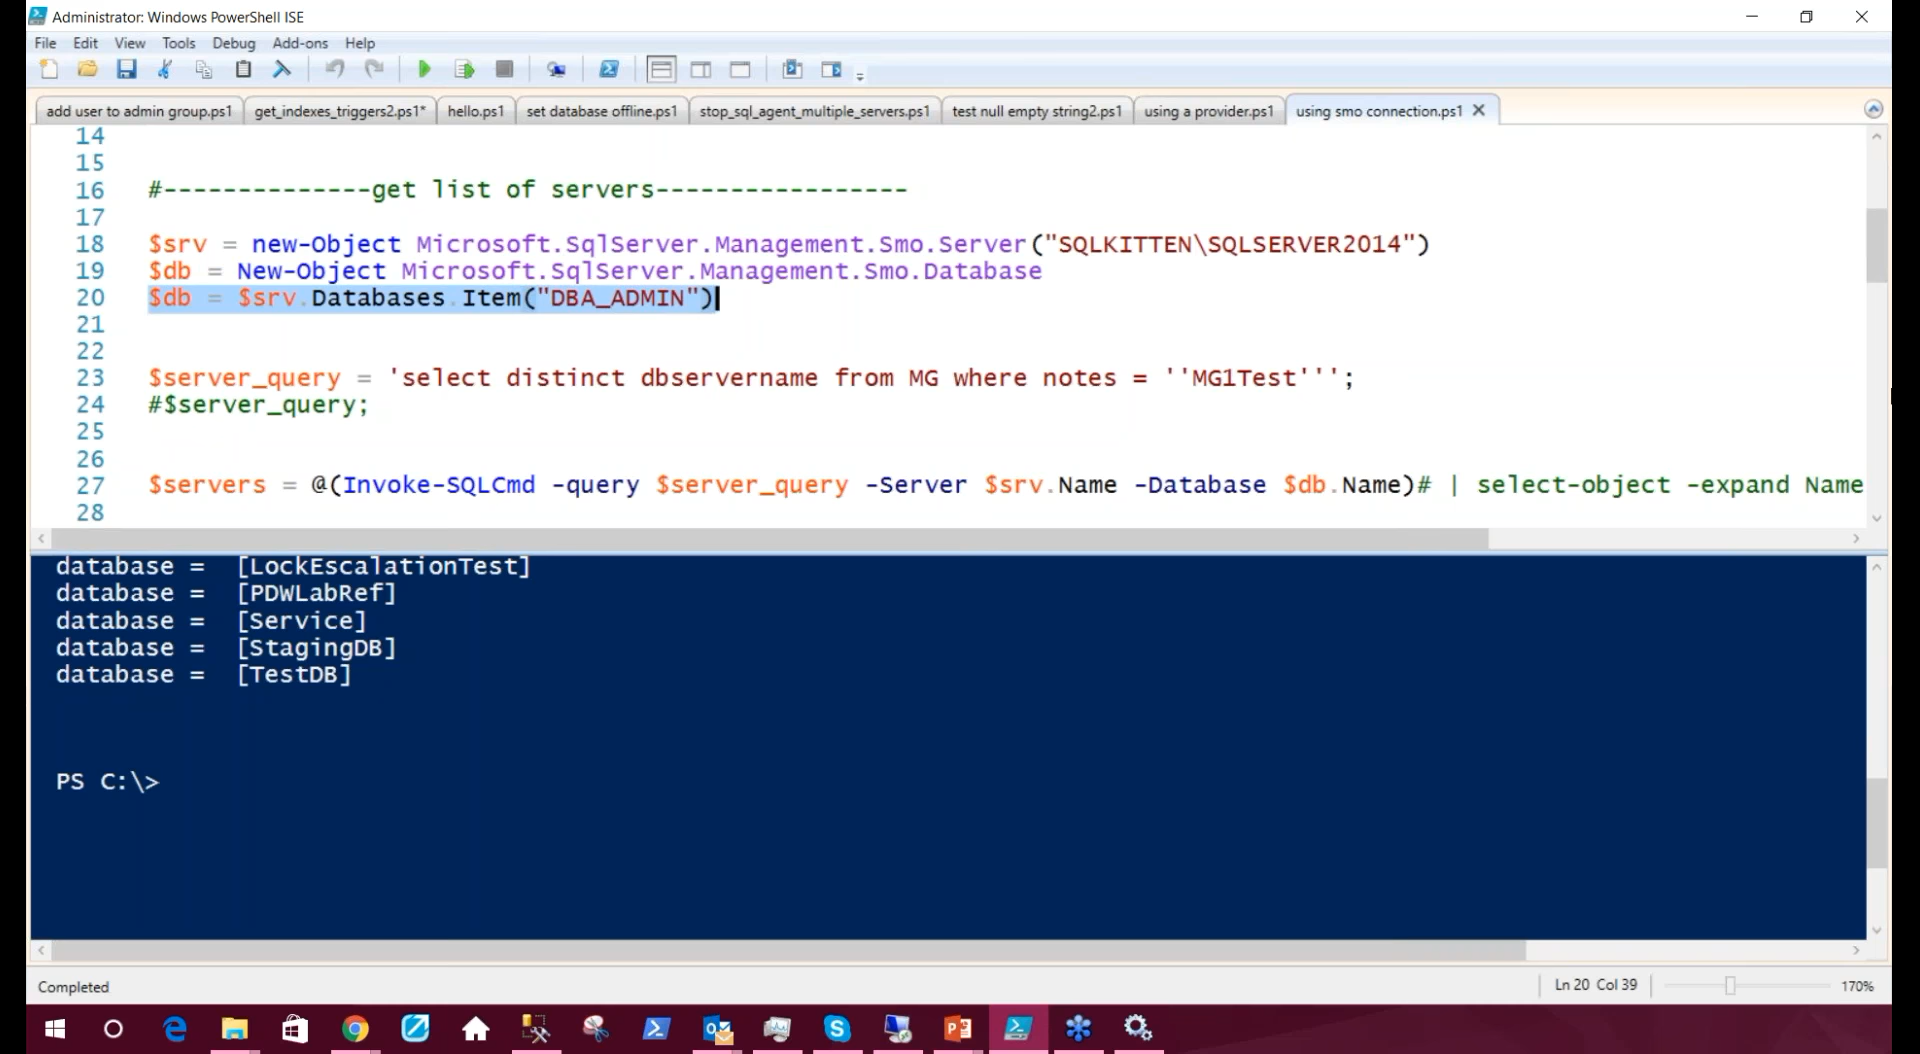 Administrator: Windows PowerShell ISE
File Edit View Tools Debug Add-ons Help
add user to admin group.ps1 get_indexes_triggers2.ps1* hello.ps1 set database offline.ps1 stop_sql_agent_multiple_servers.ps1 test null empty string2.ps1 using a provider.ps1 using smo connection.ps1
14
15
16 #--------------get list of servers-----------------
17
18 $srv = new-Object Microsoft.SqlServer.Management.Smo.Server("SQLKITTEN\SQLSERVER2014")
19 $db = New-Object Microsoft.SqlServer.Management.Smo.Database
20 $db = $srv.Databases.Item("DBA_ADMIN")
21
22
23 $server_query = 'select distinct dbservername from MG where notes = ''MG1Test''';
24 #$server_query;
25
26
27 $servers = @(Invoke-SQLCmd -query $server_query -Server $srv.Name -Database $db.Name)# | select-object -expand Name
28
database = [LockEscalationTest]
database = [PDWLabRef]
database = [Service]
database = [StagingDB]
database = [TestDB]
PS C:\>
Completed
Ln 20 Col 39
170%